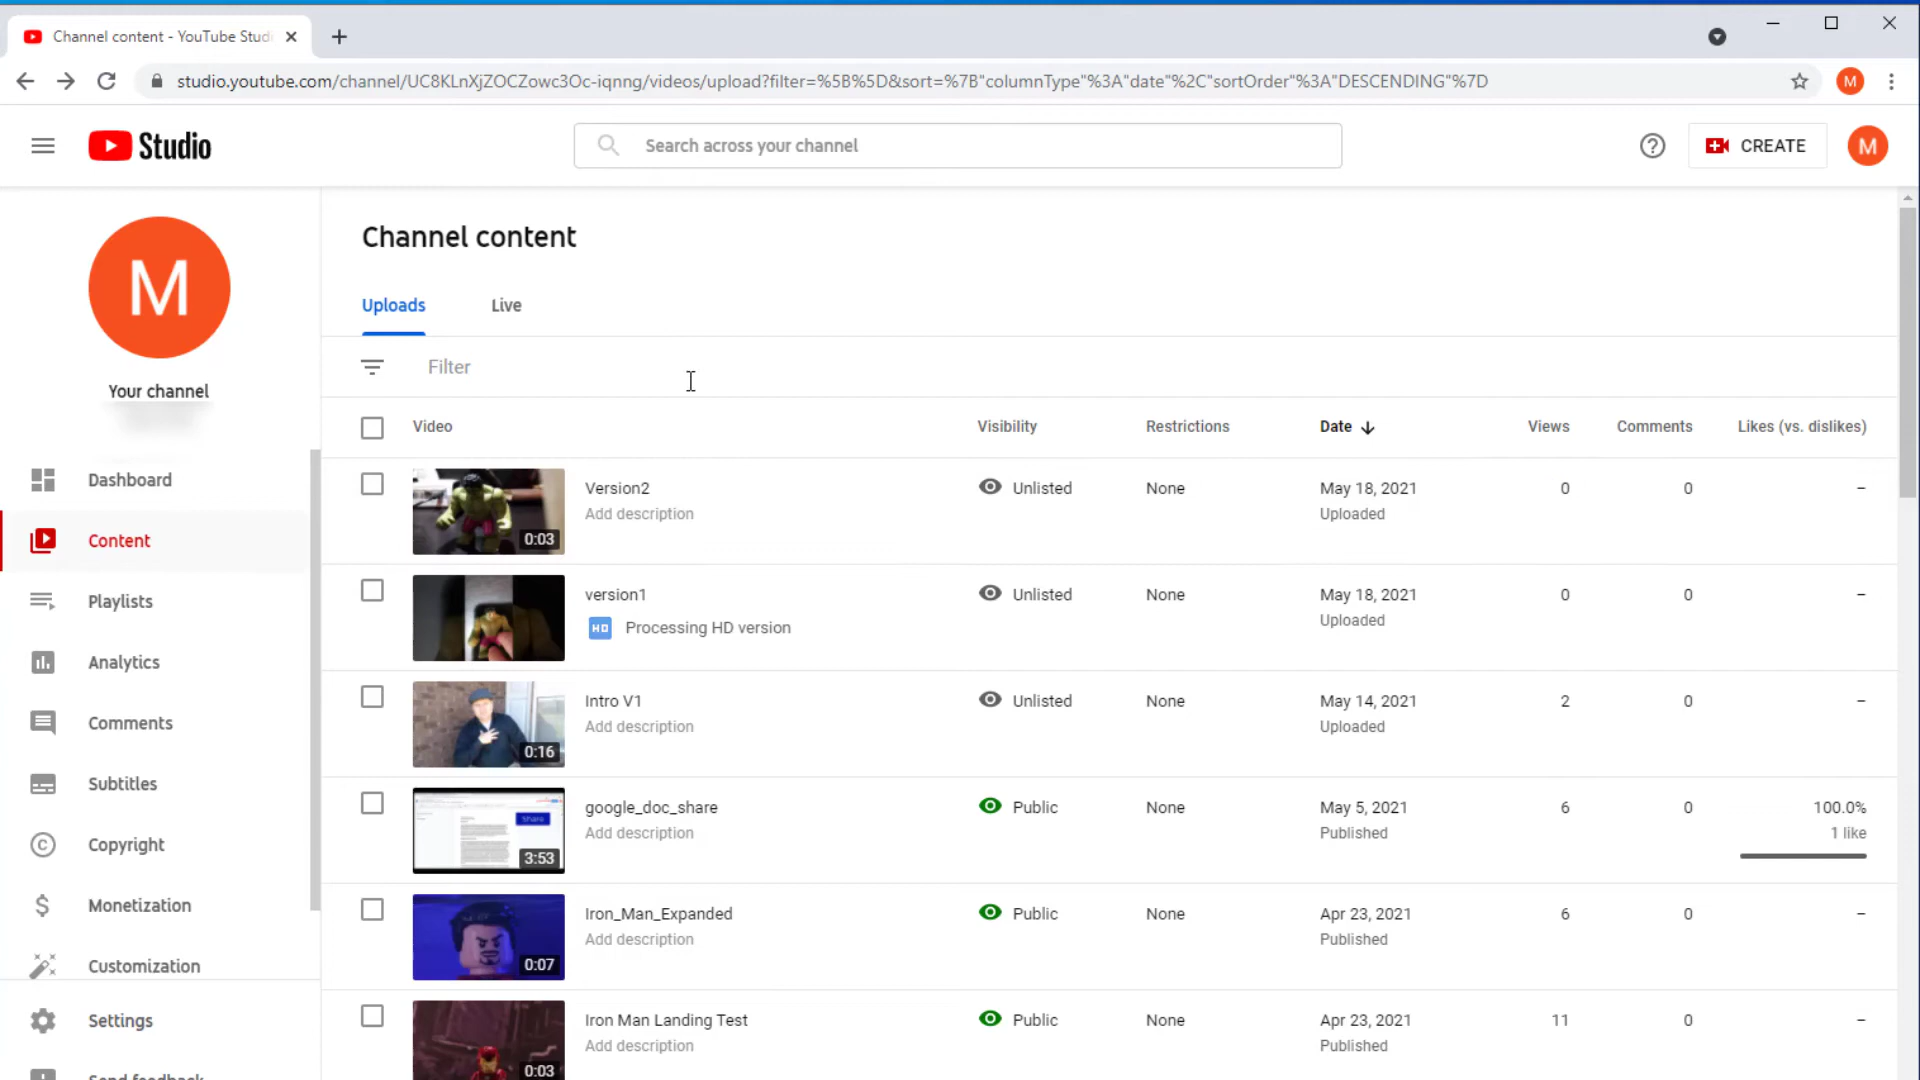 Channel content - YouTube Studi
studio.youtube.com/channel/UC8KLnXjZOCZowc3Oc-iqnng/videos/upload?filter=%5B%5D&sort=%7B"columnType"%3A"date"%2C"sortOrder"%3A"DESCENDING"%7D
M
Studio
Search across your channel
CREATE
M
M
Your channel
Dashboard
Content
Playlists
Analytics
Comments
Subtitles
Copyright
Monetization
Customization
Settings
Send feedback
Channel content
Uploads Live
Filter
Video Visibility Restrictions Date Views Comments Likes (vs. dislikes)
Version2 Unlisted None May 18, 2021 0 0 –
Add description Uploaded
0:03
version1 Unlisted None May 18, 2021 0 0 –
HD Processing HD version Uploaded
Intro V1 Unlisted None May 14, 2021 2 0 –
Add description Uploaded
0:16
google_doc_share Public None May 5, 2021 6 0 100.0%
Add description Published 1 like
Share
3:53
Iron_Man_Expanded Public None Apr 23, 2021 6 0 –
Add description Published
0:07
Iron Man Landing Test Public None Apr 23, 2021 11 0 –
Add description Published
0:03